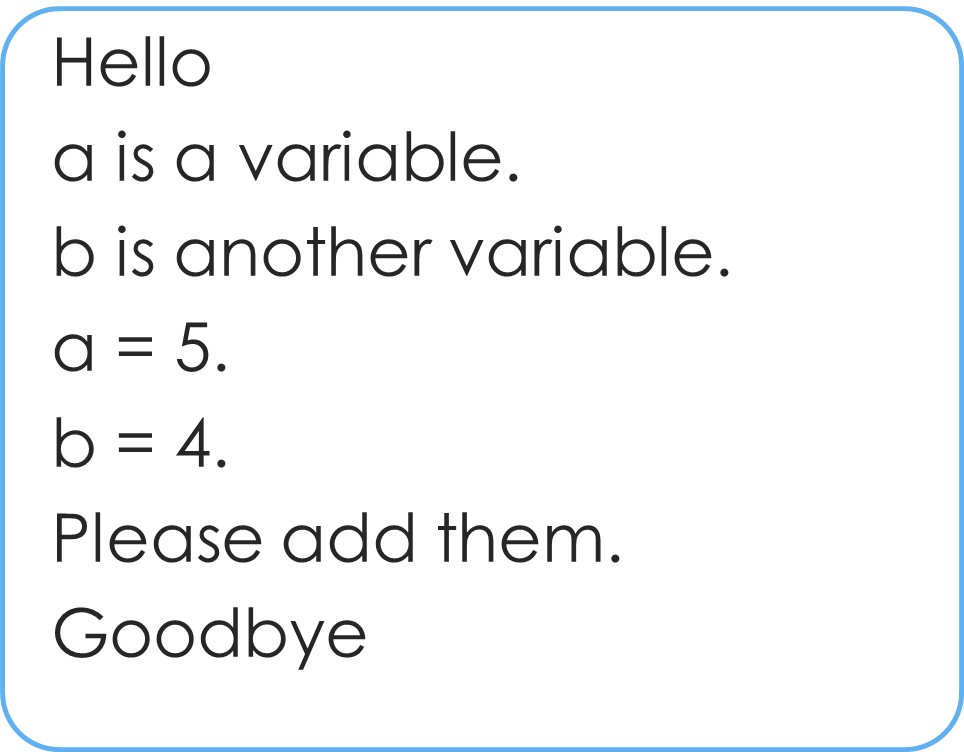 Hello
a is a variable.
b is another variable.
a = 5.
b = 4.
Please add them.
Goodbye